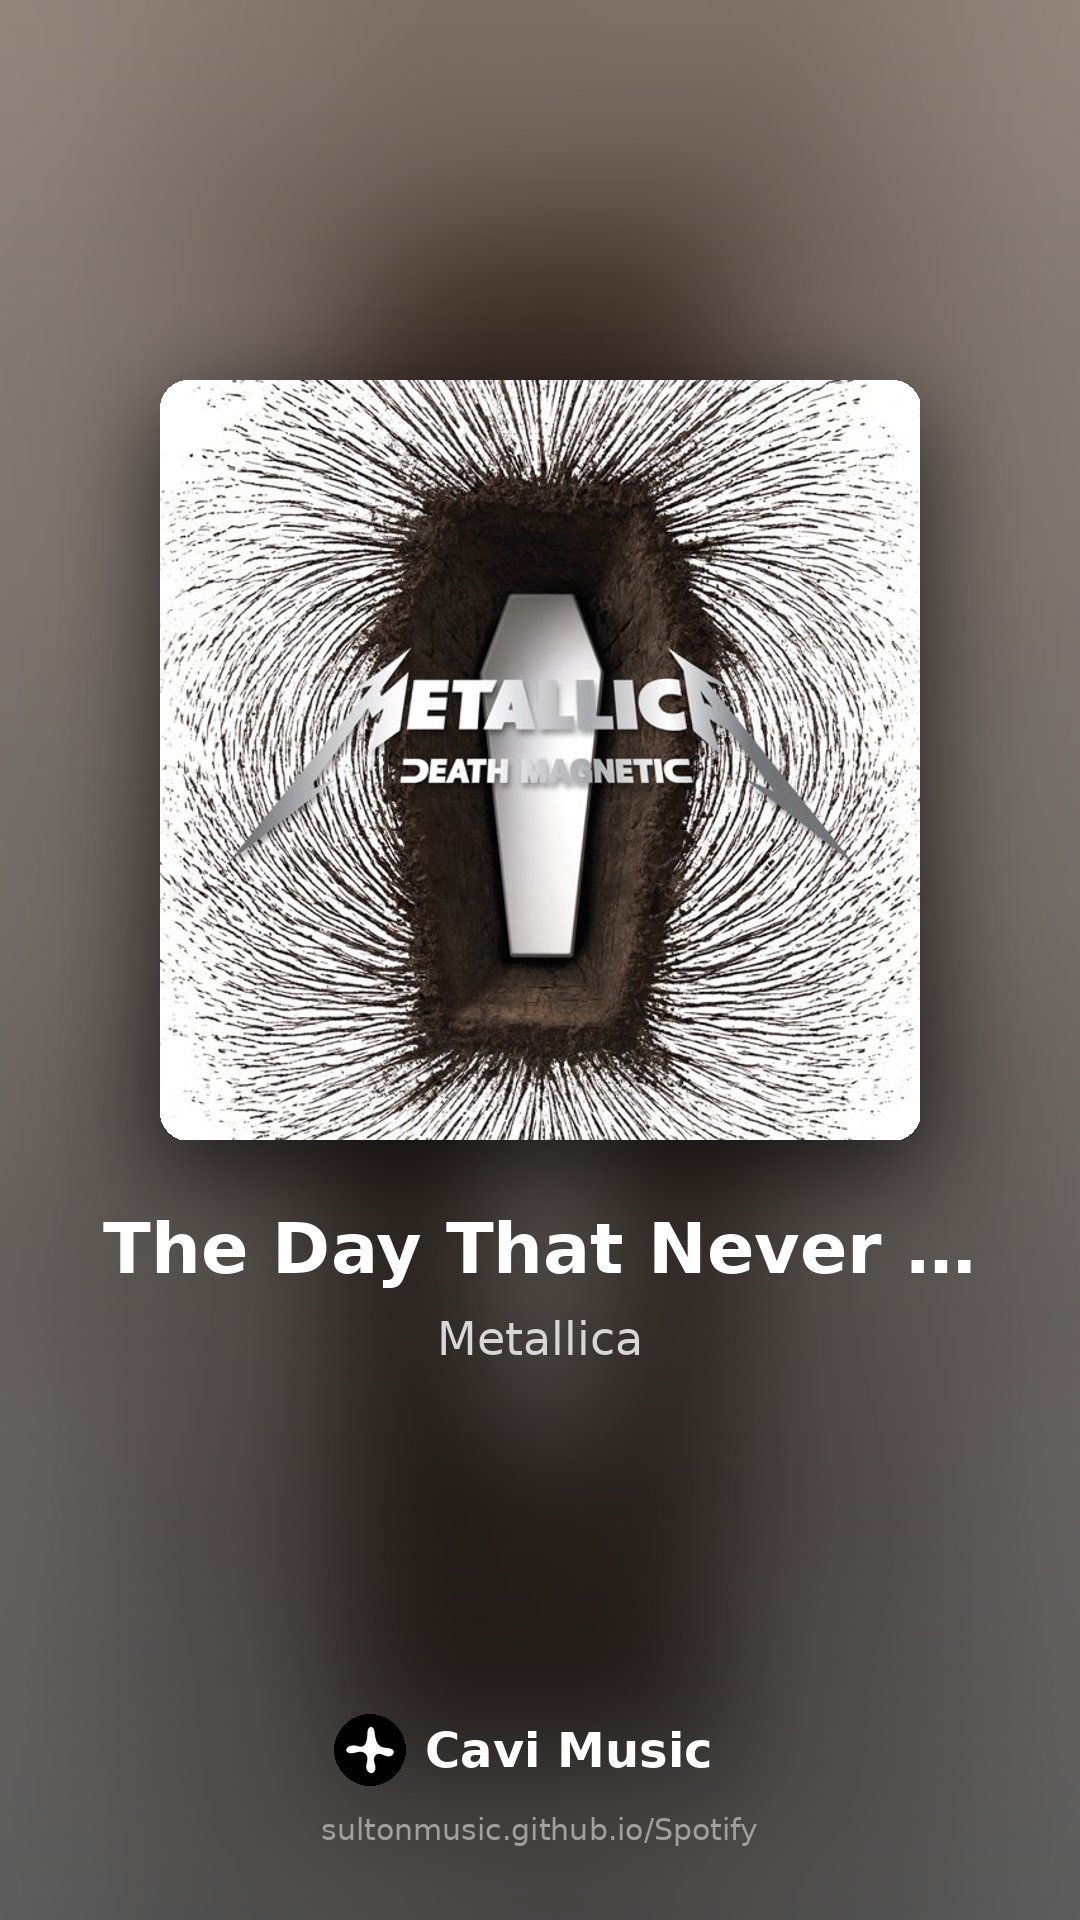 METALLICA
DEATH MAGNETIC
The Day That Never ...
Metallica
Cavi Music
sultonmusic.github.io/Spotify